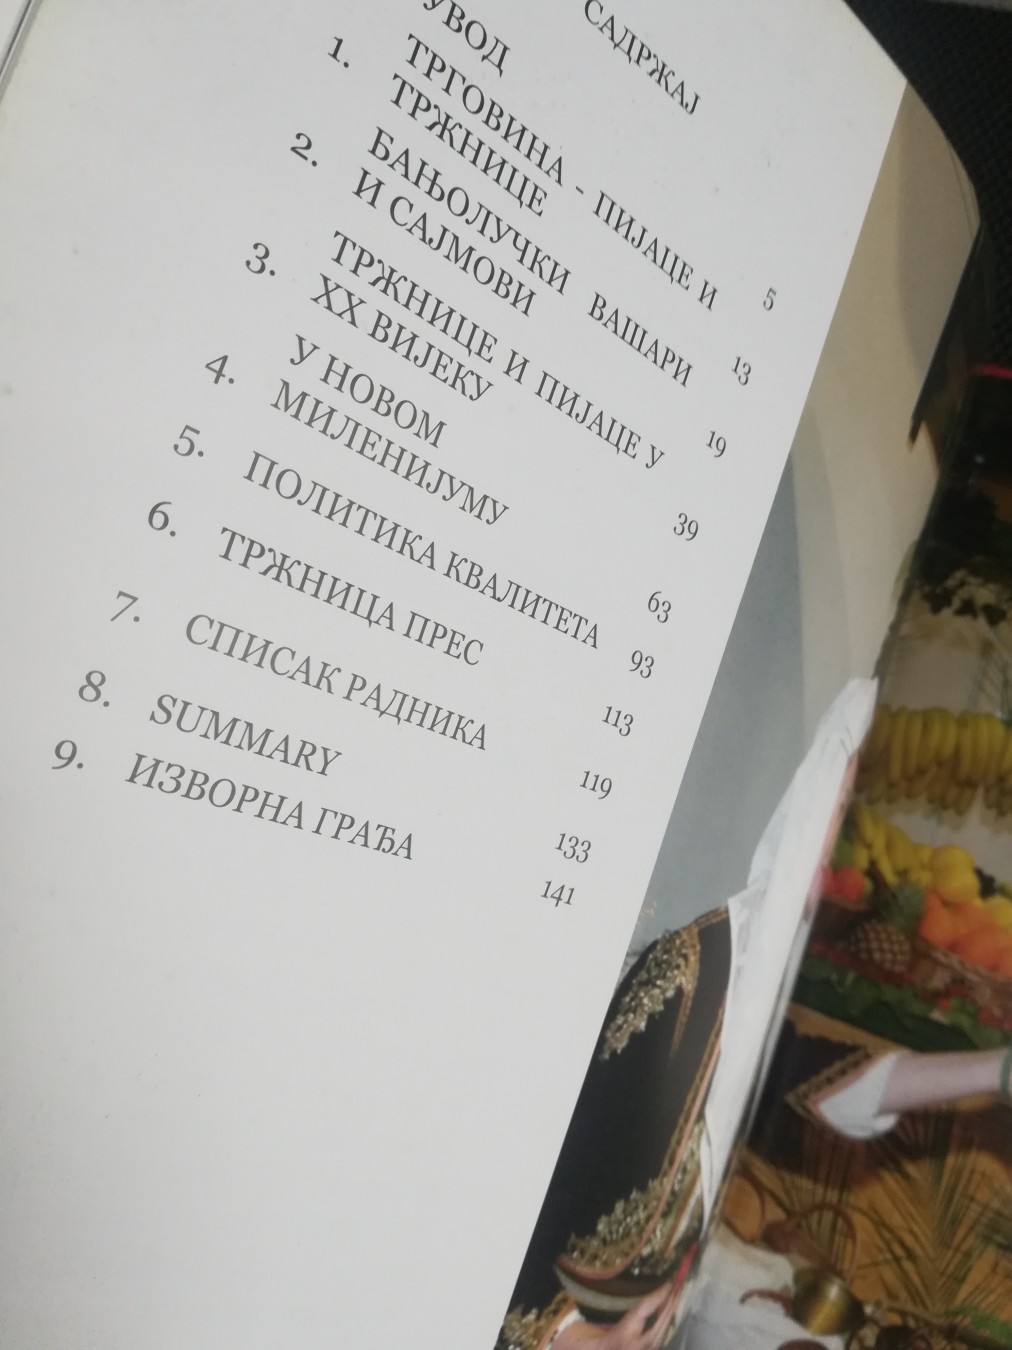 САДРЖАЈ
УВОД 5
1. ТРГОВИНА - ПИЈАЦЕ И
ТРЖНИЦЕ 13
2. БАЊОЛУЧКИ ВАШАРИ
И САЈМОВИ 19
3. ТРЖНИЦЕ И ПИЈАЦЕ У
XX ВИЈЕКУ 39
4. У НОВОМ
МИЛЕНИЈУМУ 63
5. ПОЛИТИКА КВАЛИТЕТА 93
6. ТРЖНИЦА ПРЕС 113
7. СПИСАК РАДНИКА 119
8. SUMMARY 133
9. ИЗВОРНА ГРАЂА 141